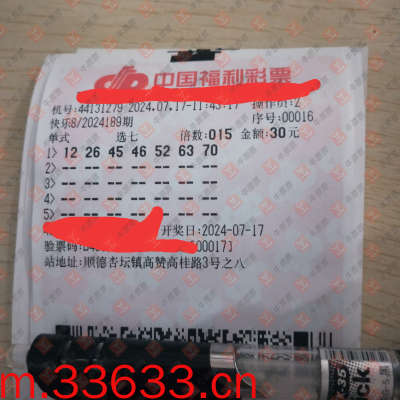 中国福利彩票
机号:44131279 2024.07.17-11:43:17 操作员:2
快乐8/2024189期 序号:00016
单式 选七 倍数:015 金额:30元
1> 12 26 45 46 52 63 70
2> -- -- -- -- -- -- --
3> -- -- -- -- -- -- --
4> -- -- -- -- -- -- --
5>
开奖日:2024-07-17
验票码: 00017]
站地址:顺德杏坛镇高赞高桂路3号之八
m.33633.cn